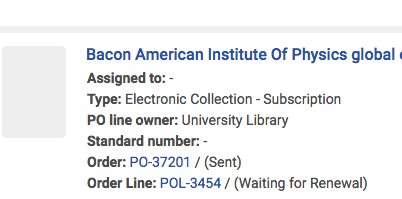 Bacon American Institute Of Physics global
Assigned to: -
Type: Electronic Collection - Subscription
PO line owner: University Library
Standard number: -
Order: PO-37201 / (Sent)
Order Line: POL-3454 / (Waiting for Renewal)